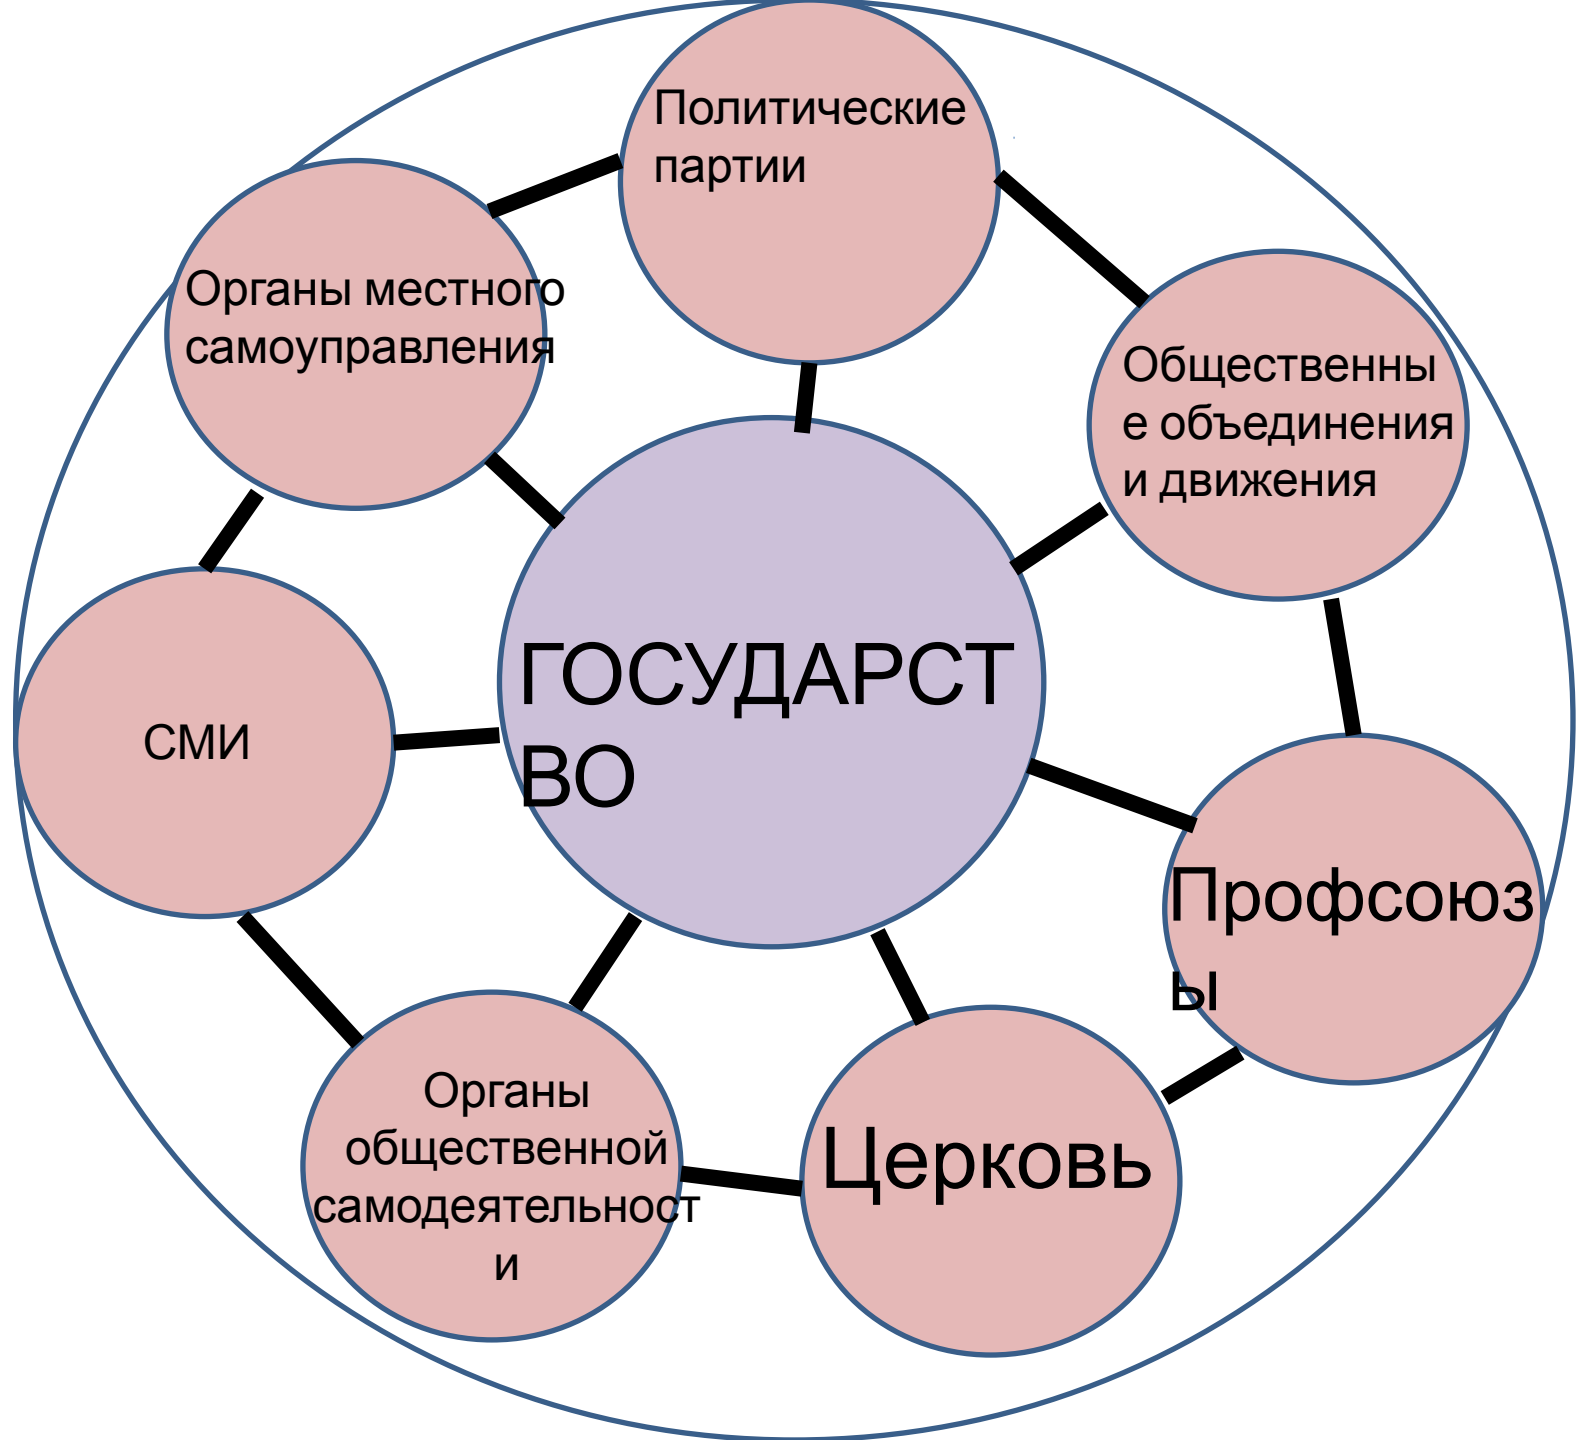 Политические
партии
Органы местного
самоуправления
Общественны
е объединения
и движения
ГОСУДАРСТ
ВО
СМИ
Профсоюз
ы
Органы
общественной
самодеятельност
и
Церковь